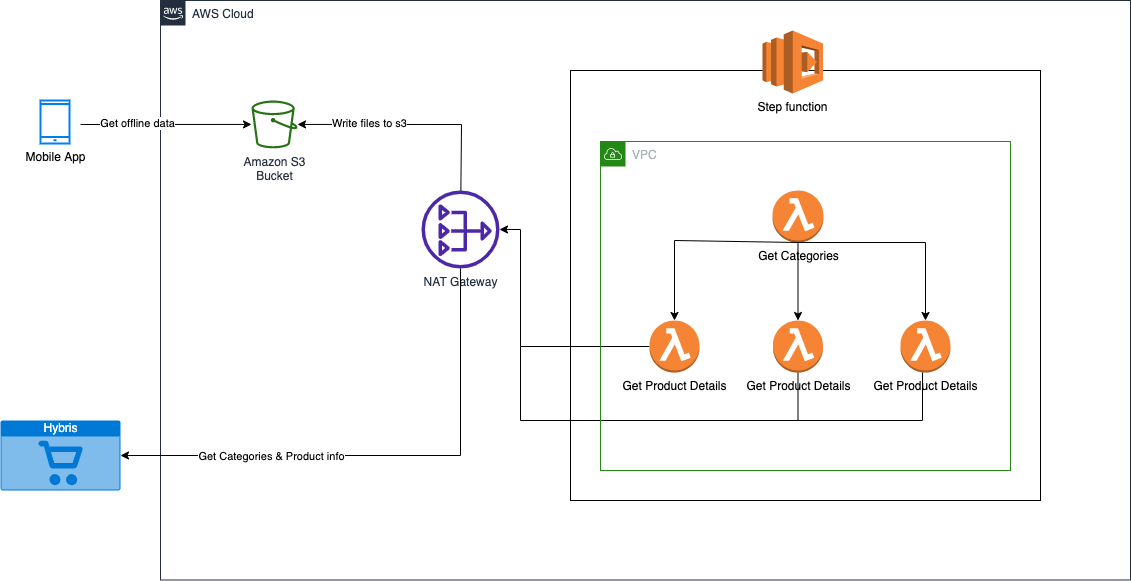 aws
AWS Cloud
Step function
Get offline data
Write files to s3
Mobile App
Amazon S3
Bucket
VPC
Get Categories
NAT Gateway
Get Product Details
Get Product Details
Get Product Details
Hybris
Get Categories & Product info